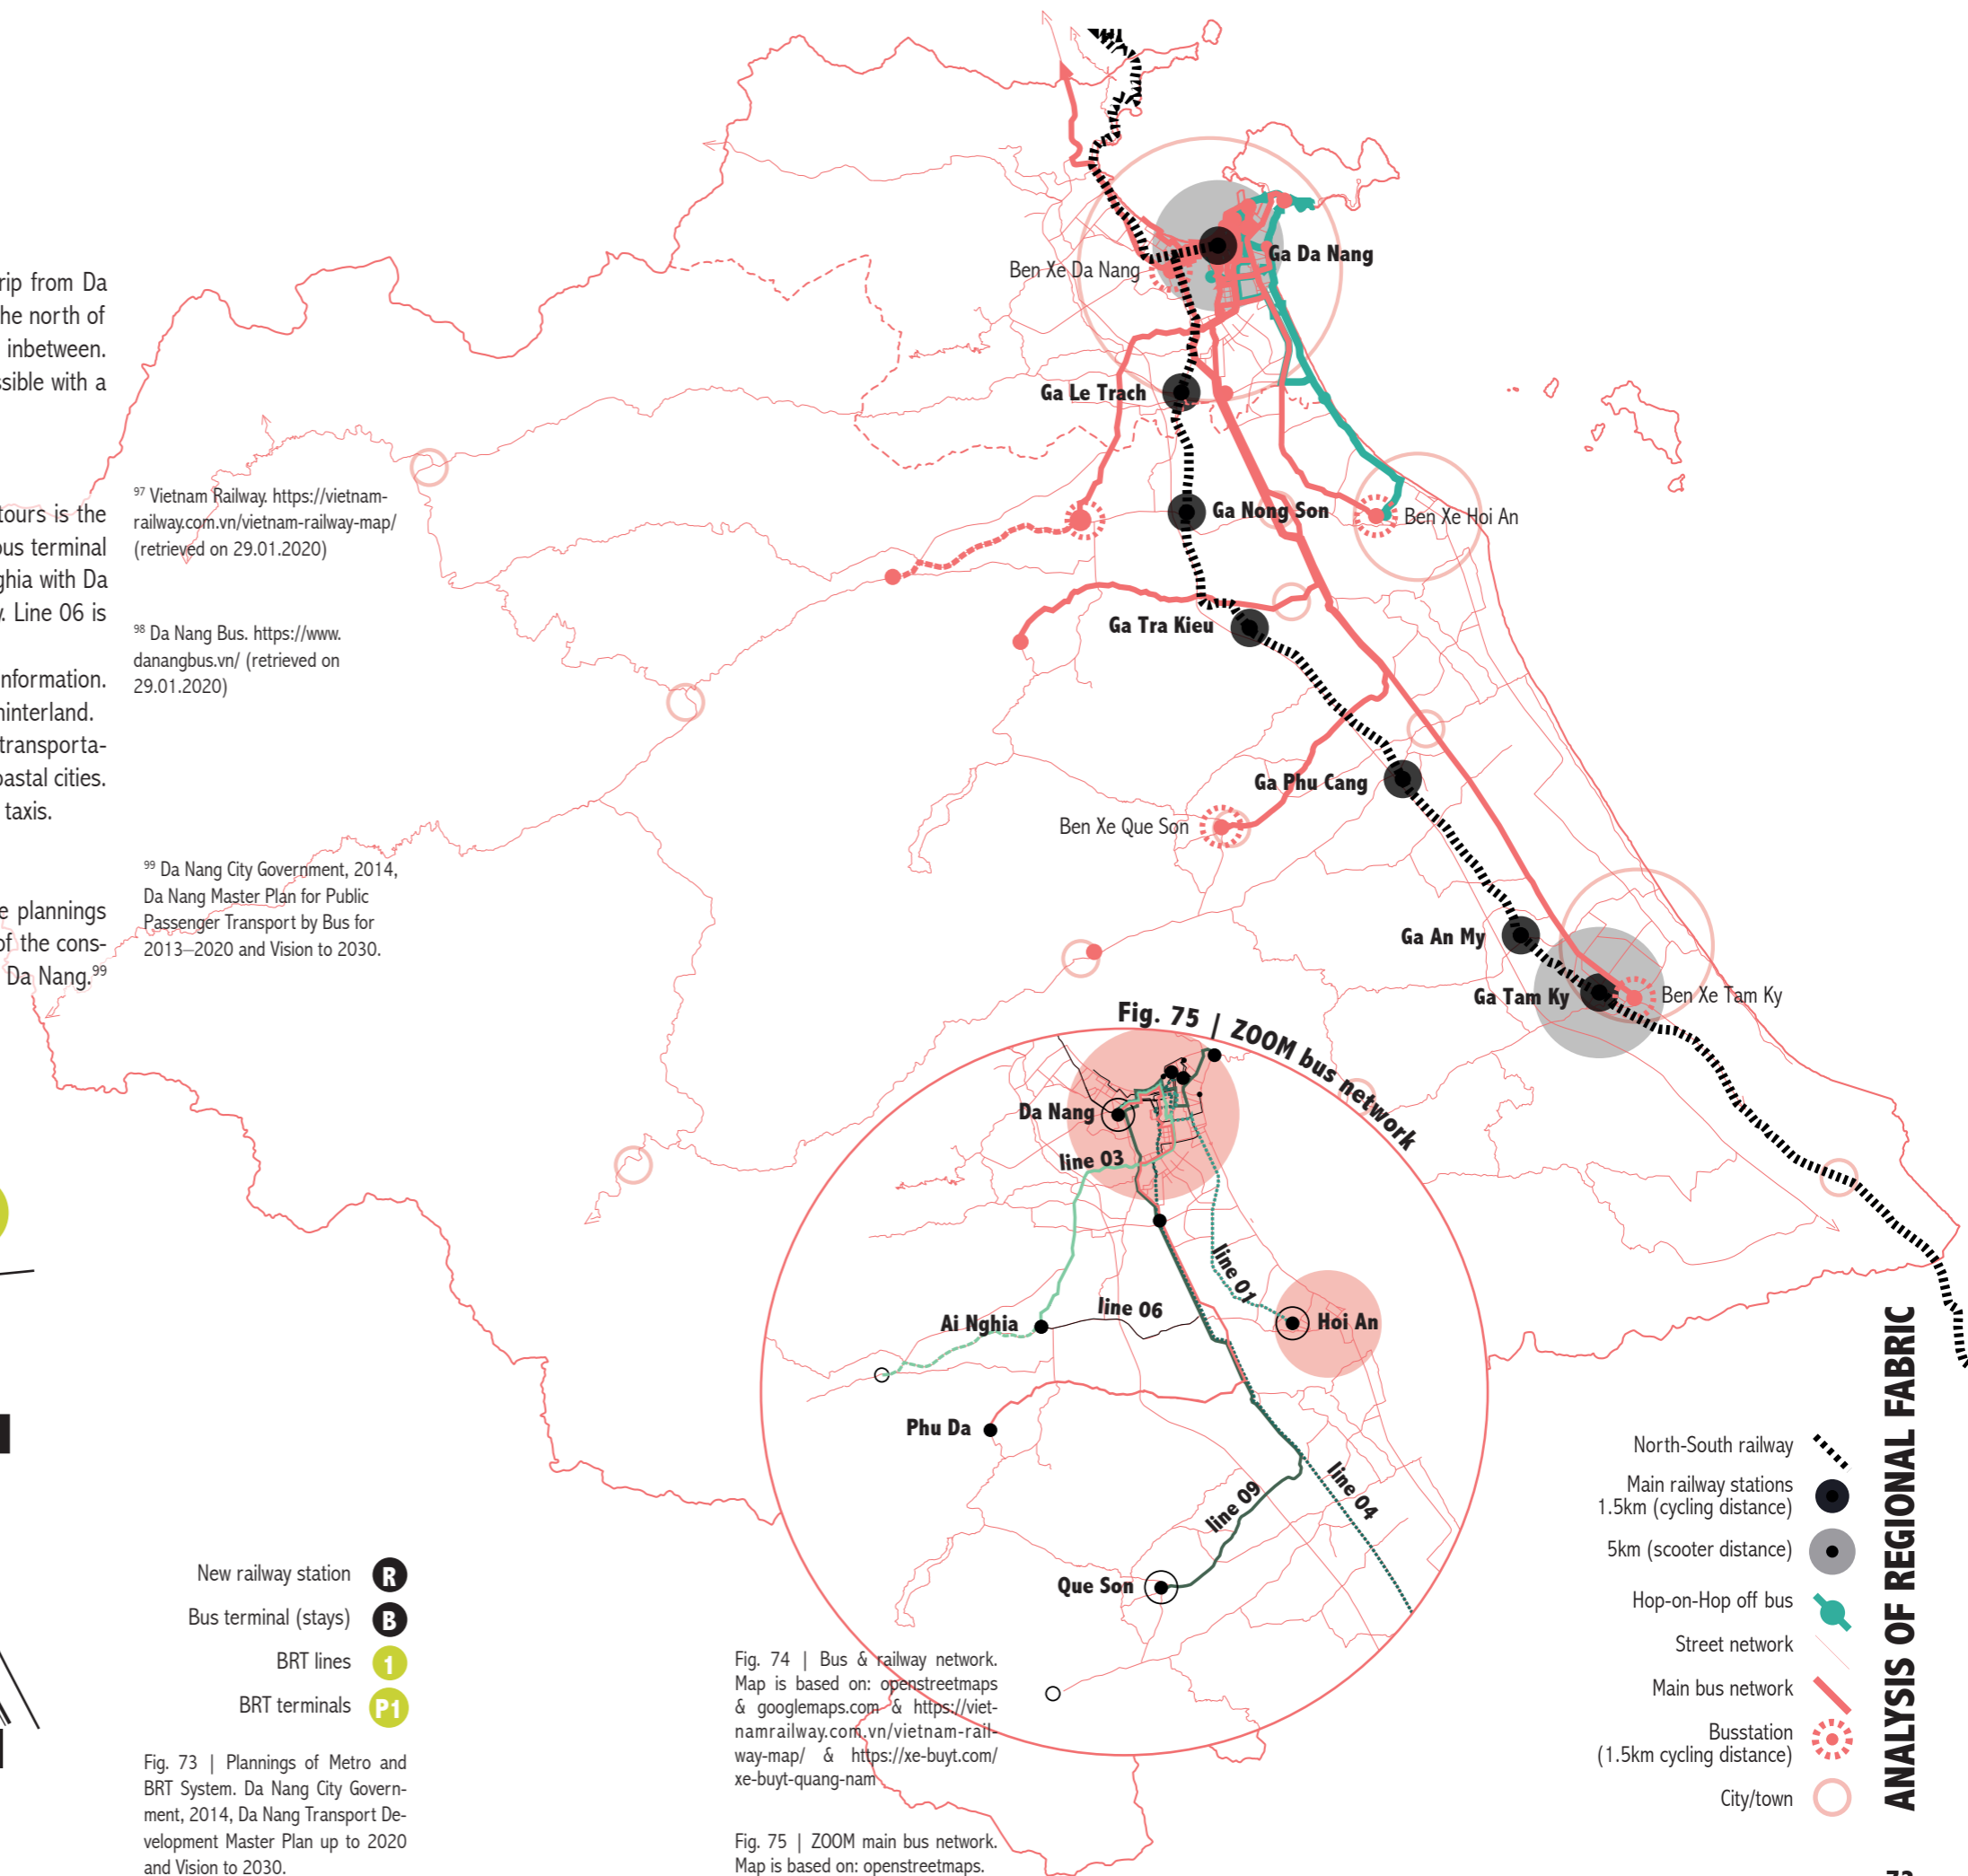 rip from Da
he north of
inbetween.
ssible with a
tours is the
ous terminal
ghia with Da
. Line 06 is
nformation.
hinterland.
transporta-
oastal cities.
taxis.
e plannings
of the cons-
Da Nang.⁹⁹
⁹⁷ Vietnam Railway. https://vietnam-
railway.com.vn/vietnam-railway-map/
(retrieved on 29.01.2020)
⁹⁸ Da Nang Bus. https://www.
danangbus.vn/ (retrieved on
29.01.2020)
⁹⁹ Da Nang City Government, 2014,
Da Nang Master Plan for Public
Passenger Transport by Bus for
2013–2020 and Vision to 2030.
Ben Xe Da Nang
Ga Da Nang
Ga Le Trach
Ga Nong Son
Ben Xe Hoi An
Ga Tra Kieu
Ga Phu Cang
Ben Xe Que Son
Ga An My
Ga Tam Ky
Ben Xe Tam Ky
Fig. 75 | ZOOM bus network
Da Nang
line 03
line 01
line 06
Ai Nghia
Hoi An
Phu Da
line 09
line 04
Que Son
New railway station
R
Bus terminal (stays)
B
BRT lines
1
BRT terminals
P1
Fig. 73 | Plannings of Metro and
BRT System. Da Nang City Govern-
ment, 2014, Da Nang Transport De-
velopment Master Plan up to 2020
and Vision to 2030.
Fig. 74 | Bus & railway network.
Map is based on: openstreetmaps
& googlemaps.com & https://viet-
namrailway.com.vn/vietnam-rail-
way-map/ & https://xe-buyt.com/
xe-buyt-quang-nam
Fig. 75 | ZOOM main bus network.
Map is based on: openstreetmaps.
North-South railway
Main railway stations
1.5km (cycling distance)
5km (scooter distance)
Hop-on-Hop off bus
Street network
Main bus network
Busstation
(1.5km cycling distance)
City/town
ANALYSIS OF REGIONAL FABRIC